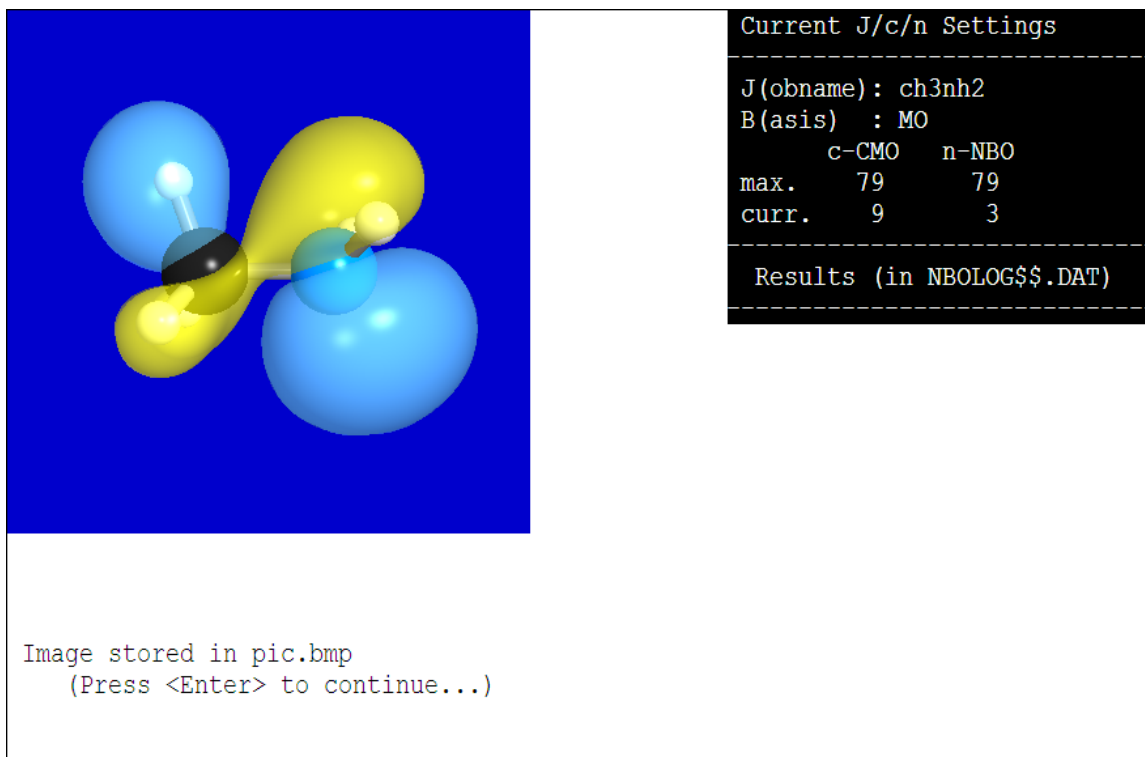 Current J/c/n Settings
J(obname): ch3nh2
B(asis)  : MO
c-CMO   n-NBO
max.    79      79
curr.    9       3
Results (in NBOLOG$$.DAT)
Image stored in pic.bmp
(Press <Enter> to continue...)